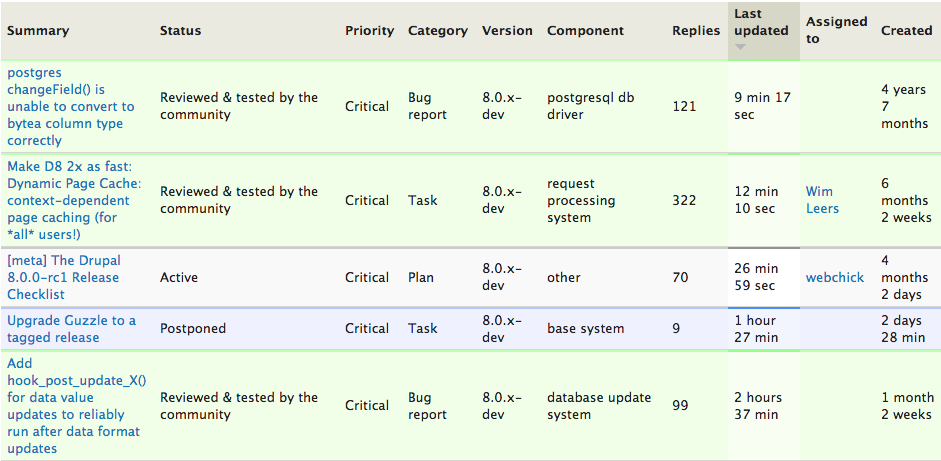 Summary
Status
Priority
Category
Version
Component
Replies
Last
updated
Assigned
to
Created
postgres
changeField() is
unable to convert to
bytea column type
correctly
Reviewed & tested by the
community
Critical
Bug
report
8.0.x-
dev
postgresql db
driver
121
9 min 17
sec
4 years
7
months
Make D8 2x as fast:
Dynamic Page Cache:
context-dependent
page caching (for
*all* users!)
Reviewed & tested by the
community
Critical
Task
8.0.x-
dev
request
processing
system
322
12 min
10 sec
Wim
Leers
6
months
2 weeks
[meta] The Drupal
8.0.0-rc1 Release
Checklist
Active
Critical
Plan
8.0.x-
dev
other
70
26 min
59 sec
webchick
4
months
2 days
Upgrade Guzzle to a
tagged release
Postponed
Critical
Task
8.0.x-
dev
base system
9
1 hour
27 min
2 days
28 min
Add
hook_post_update_X()
for data value
updates to reliably
run after data format
updates
Reviewed & tested by the
community
Critical
Bug
report
8.0.x-
dev
database update
system
99
2 hours
37 min
1 month
2 weeks